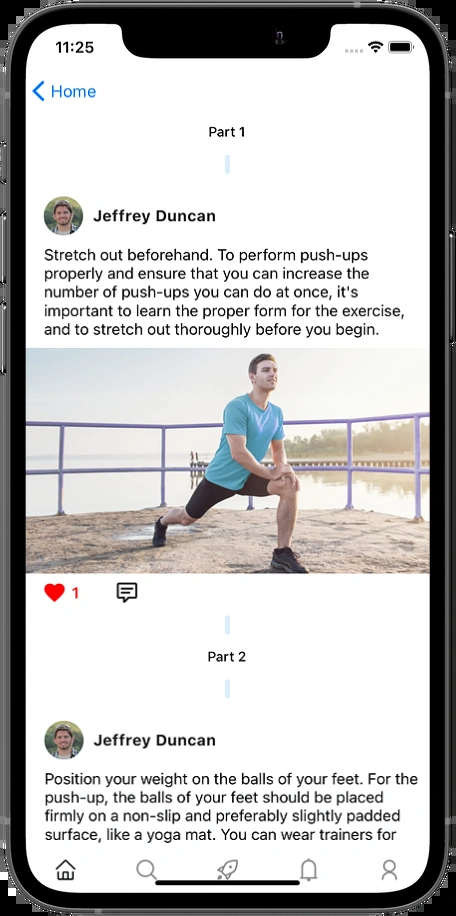 11:25
Home
Part 1
Jeffrey Duncan
Stretch out beforehand. To perform push-ups
properly and ensure that you can increase the
number of push-ups you can do at once, it's
important to learn the proper form for the exercise,
and to stretch out thoroughly before you begin.
1
Part 2
Jeffrey Duncan
Position your weight on the balls of your feet. For the
push-up, the balls of your feet should be placed
firmly on a non-slip and preferably slightly padded
surface, like a yoga mat. You can wear trainers for